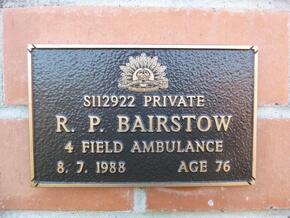 S112922 PRIVATE
R. P. BAIRSTOW
4 FIELD AMBULANCE
8. 7. 1988 AGE 76